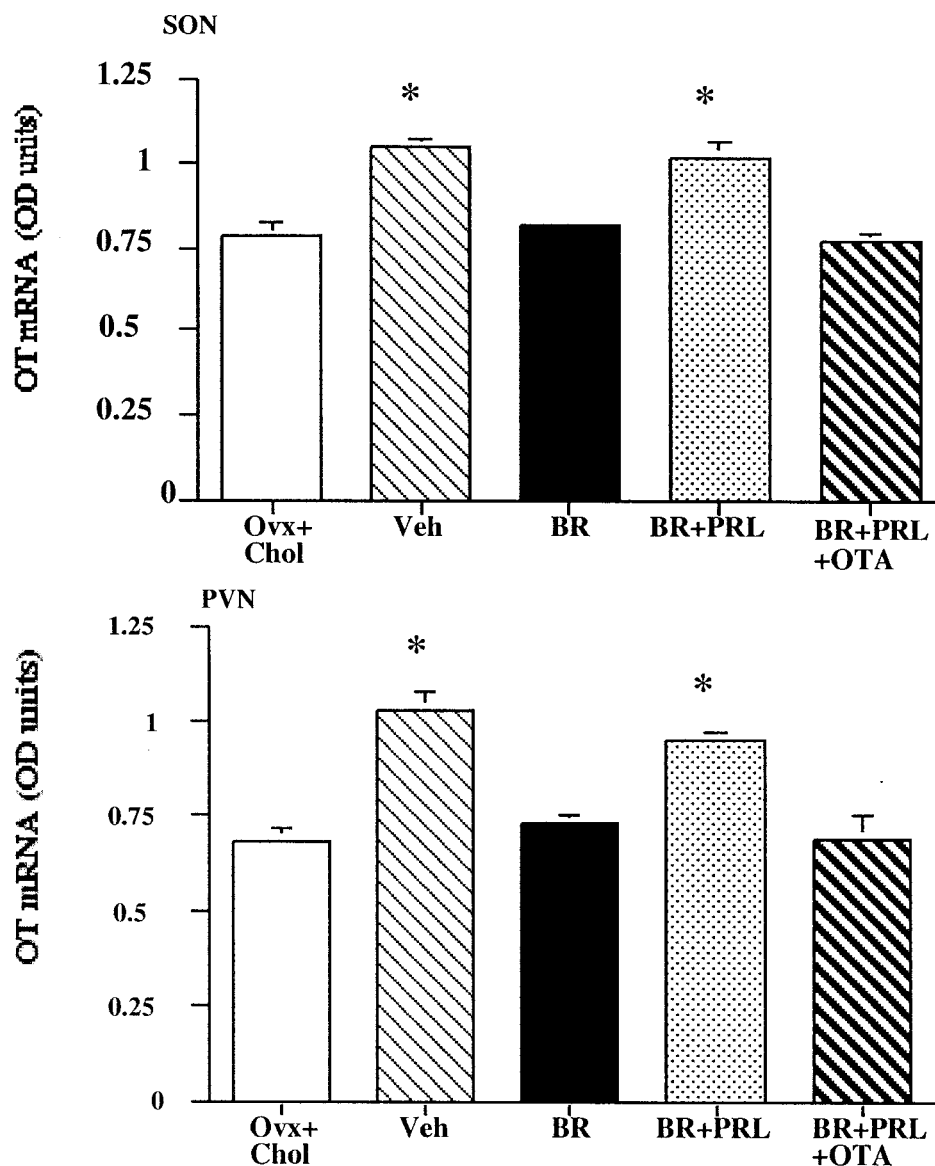 SON
OT mRNA (OD units)
1.25
1
0.75
0.5
0.25
0
*
*
Ovx+
Chol
Veh
BR
BR+PRL
BR+PRL
+OTA
PVN
OT mRNA (OD units)
1.25
1
0.75
0.5
0.25
0
*
*
Ovx+
Chol
Veh
BR
BR+PRL
BR+PRL
+OTA